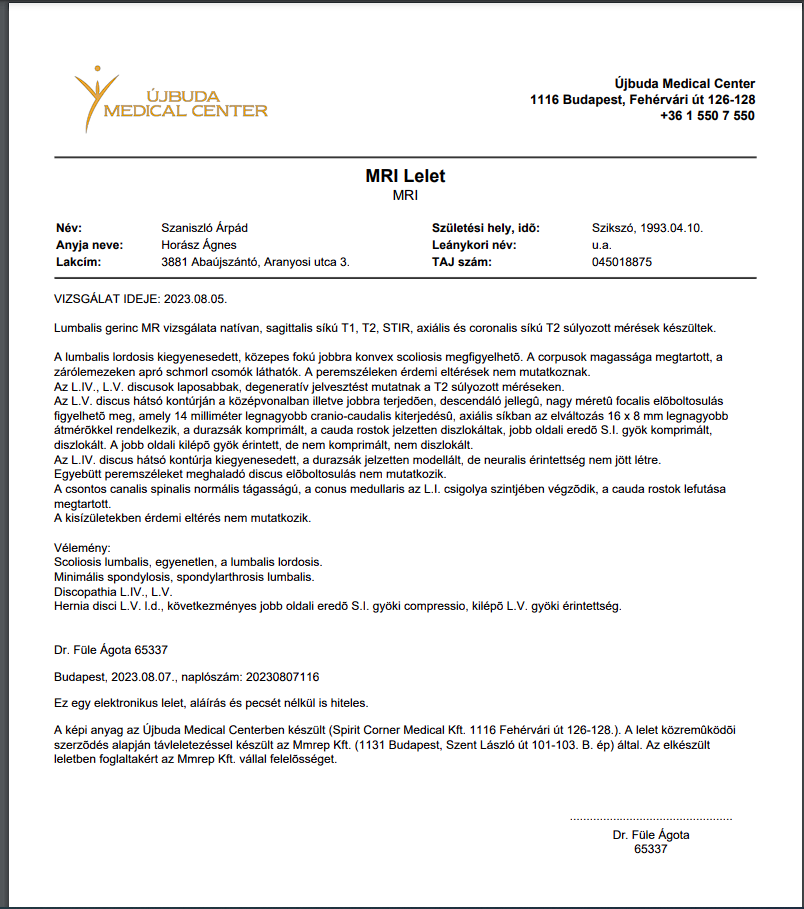 ÚJBUDA
MEDICAL CENTER
Újbuda Medical Center
1116 Budapest, Fehérvári út 126-128
+36 1 550 7 550
MRI Lelet
MRI
Név: Szaniszló Árpád Születési hely, idõ: Szikszó, 1993.04.10.
Anyja neve: Horász Ágnes Leánykori név: u.a.
Lakcím: 3881 Abaújszántó, Aranyosi utca 3. TAJ szám: 045018875
VIZSGÁLAT IDEJE: 2023.08.05.
Lumbalis gerinc MR vizsgálata natívan, sagittalis síkú T1, T2, STIR, axiális és coronalis síkú T2 súlyozott mérések készültek.
A lumbalis lordosis kiegyenesedett, közepes fokú jobbra konvex scoliosis megfigyelhetõ. A corpusok magassága megtartott, a
zárólemezeken apró schmorl csomók láthatók. A peremszéleken érdemi eltérések nem mutatkoznak.
Az L.IV., L.V. discusok laposabbak, degeneratív jelvesztést mutatnak a T2 súlyozott méréseken.
Az L.V. discus hátsó kontúrján a középvonalban illetve jobbra terjedõen, descendáló jellegû, nagy méretû focalis elõboltosulás
figyelhetõ meg, amely 14 milliméter legnagyobb cranio-caudalis kiterjedésû, axiális síkban az elváltozás 16 x 8 mm legnagyobb
átmérõkkel rendelkezik, a durazsák komprimált, a cauda rostok jelzetten diszlokáltak, jobb oldali eredõ S.I. gyök komprimált,
diszlokált. A jobb oldali kilépõ gyök érintett, de nem komprimált, nem diszlokált.
Az L.IV. discus hátsó kontúrja kiegyenesedett, a durazsák jelzetten modellált, de neuralis érintettség nem jött létre.
Egyebütt peremszéleket meghaladó discus elõboltosulás nem mutatkozik.
A csontos canalis spinalis normális tágasságú, a conus medullaris az L.I. csigolya szintjében végzõdik, a cauda rostok lefutása
megtartott.
A kisízületekben érdemi eltérés nem mutatkozik.
Vélemény:
Scoliosis lumbalis, egyenetlen, a lumbalis lordosis.
Minimális spondylosis, spondylarthrosis lumbalis.
Discopathia L.IV., L.V.
Hernia disci L.V. l.d., következményes jobb oldali eredõ S.I. gyöki compressio, kilépõ L.V. gyöki érintettség.
Dr. Füle Ágota 65337
Budapest, 2023.08.07., naplószám: 20230807116
Ez egy elektronikus lelet, aláírás és pecsét nélkül is hiteles.
A képi anyag az Újbuda Medical Centerben készült (Spirit Corner Medical Kft. 1116 Fehérvári út 126-128.). A lelet közremûködõi
szerzõdés alapján távleletezéssel készült az Mmrep Kft. (1131 Budapest, Szent László út 101-103. B. ép) által. Az elkészült
leletben foglaltakért az Mmrep Kft. vállal felelõsséget.
Dr. Füle Ágota
65337